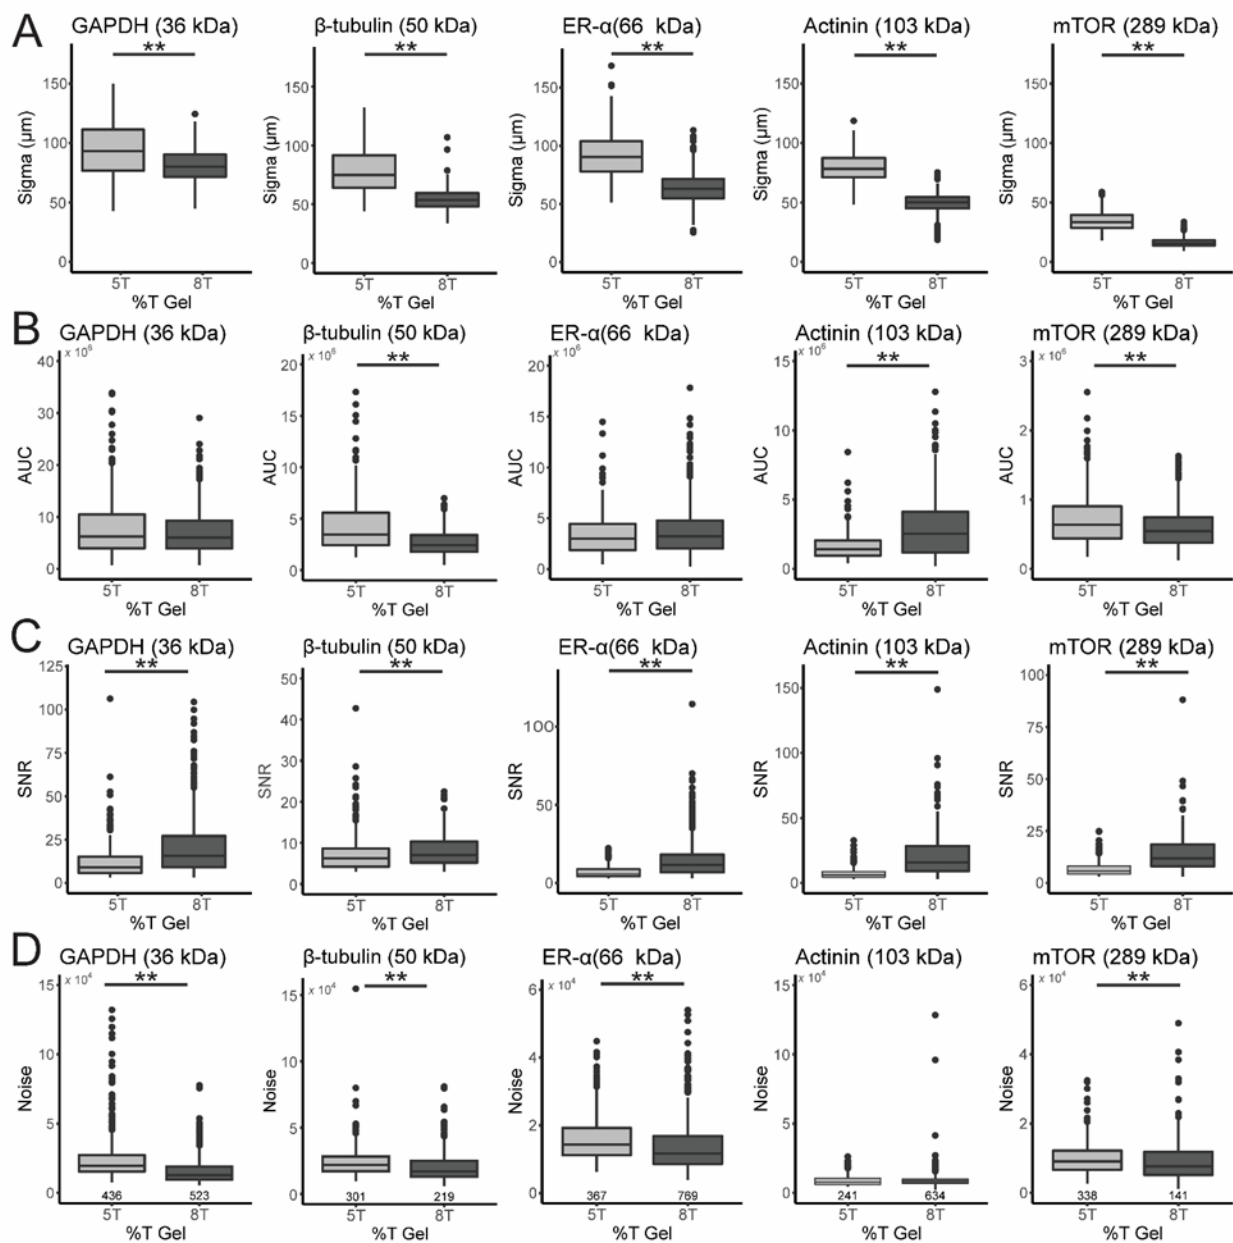 A
GAPDH (36 kDa) β-tubulin (50 kDa) ER-α(66 kDa) Actinin (103 kDa) mTOR (289 kDa)
** ** ** ** **
Sigma (µm) Sigma (µm) Sigma (µm) Sigma (µm) Sigma (µm)
150 150 150 150 150
100 100 100 100 100
50 50 50 50 50
0 0 0 0 0
5T 8T 5T 8T 5T 8T 5T 8T 5T 8T
%T Gel %T Gel %T Gel %T Gel %T Gel
B
GAPDH (36 kDa) β-tubulin (50 kDa) ER-α(66 kDa) Actinin (103 kDa) mTOR (289 kDa)
x 10⁶ x 10⁶ x 10⁶ x 10⁶ x 10⁶
** ** **
AUC AUC AUC AUC AUC
40 20 20 15 3
30 15 15 10 2
20 10 10 5 1
10 5 5 0 0
0 0 0
5T 8T 5T 8T 5T 8T 5T 8T 5T 8T
%T Gel %T Gel %T Gel %T Gel %T Gel
C
GAPDH (36 kDa) β-tubulin (50 kDa) ER-α(66 kDa) Actinin (103 kDa) mTOR (289 kDa)
** ** ** ** **
SNR SNR SNR SNR SNR
125 50 100 150 100
100 40 50 100 75
75 30 0 50 50
50 20 0 25
25 10 0
0 0
5T 8T 5T 8T 5T 8T 5T 8T 5T 8T
%T Gel %T Gel %T Gel %T Gel %T Gel
D
GAPDH (36 kDa) β-tubulin (50 kDa) ER-α(66 kDa) Actinin (103 kDa) mTOR (289 kDa)
x 10⁴ x 10⁴ x 10⁴ x 10⁴ x 10⁴
** ** ** **
Noise Noise Noise Noise Noise
15 15 6 15 6
10 10 4 10 4
5 5 2 5 2
0 0 0 0 0
436 523 301 219 367 769 241 634 338 141
5T 8T 5T 8T 5T 8T 5T 8T 5T 8T
%T Gel %T Gel %T Gel %T Gel %T Gel